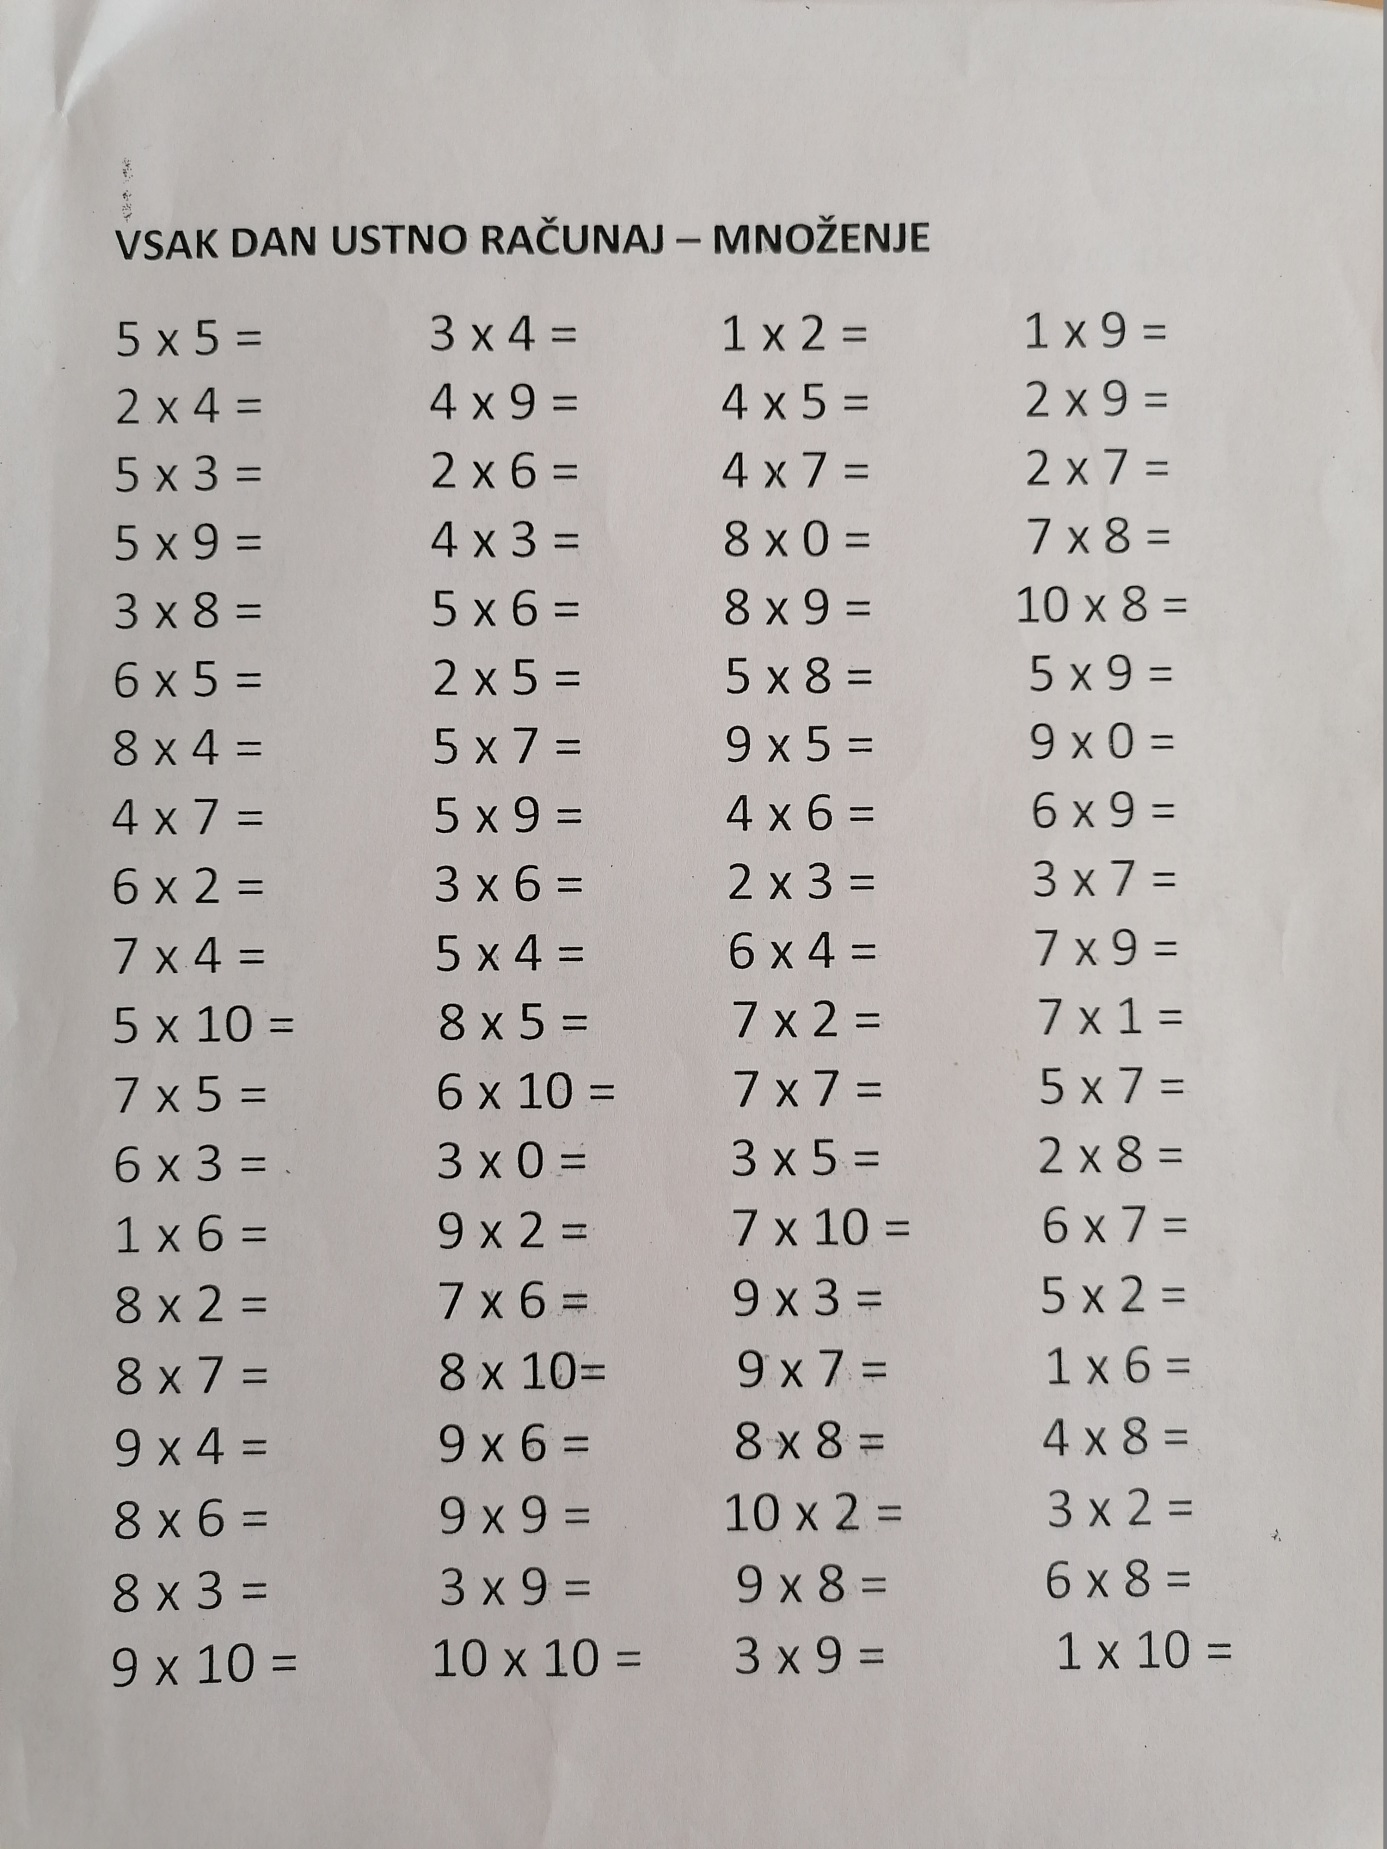 VSAK DAN USTNO RAČUNAJ – MNOŽENJE
5 x 5 = 3 x 4 = 1 x 2 = 1 x 9 =
2 x 4 = 4 x 9 = 4 x 5 = 2 x 9 =
5 x 3 = 2 x 6 = 4 x 7 = 2 x 7 =
5 x 9 = 4 x 3 = 8 x 0 = 7 x 8 =
3 x 8 = 5 x 6 = 8 x 9 = 10 x 8 =
6 x 5 = 2 x 5 = 5 x 8 = 5 x 9 =
8 x 4 = 5 x 7 = 9 x 5 = 9 x 0 =
4 x 7 = 5 x 9 = 4 x 6 = 6 x 9 =
6 x 2 = 3 x 6 = 2 x 3 = 3 x 7 =
7 x 4 = 5 x 4 = 6 x 4 = 7 x 9 =
5 x 10 = 8 x 5 = 7 x 2 = 7 x 1 =
7 x 5 = 6 x 10 = 7 x 7 = 5 x 7 =
6 x 3 = 3 x 0 = 3 x 5 = 2 x 8 =
1 x 6 = 9 x 2 = 7 x 10 = 6 x 7 =
8 x 2 = 7 x 6 = 9 x 3 = 5 x 2 =
8 x 7 = 8 x 10= 9 x 7 = 1 x 6 =
9 x 4 = 9 x 6 = 8 x 8 = 4 x 8 =
8 x 6 = 9 x 9 = 10 x 2 = 3 x 2 =
8 x 3 = 3 x 9 = 9 x 8 = 6 x 8 =
9 x 10 = 10 x 10 = 3 x 9 = 1 x 10 =